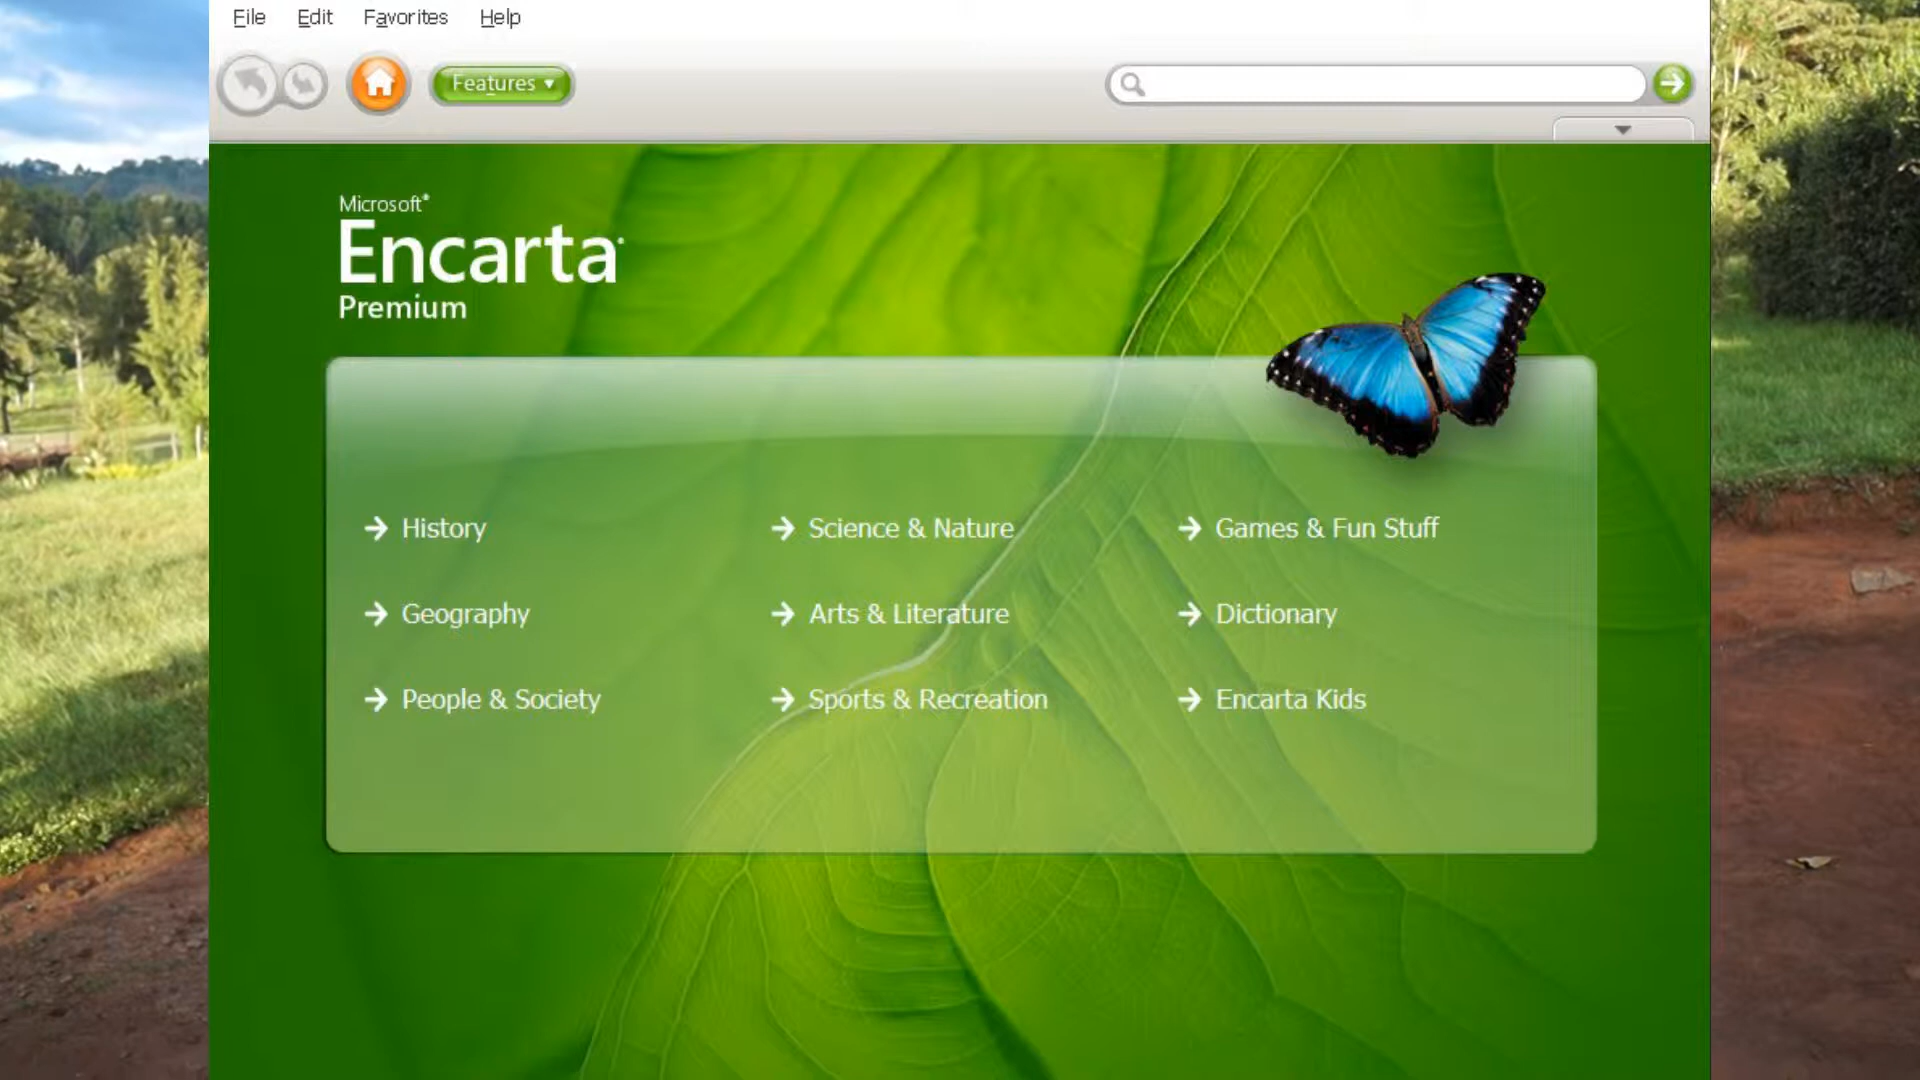 File Edit Favorites Help
Features
Microsoft®
Encarta
Premium
History
Science & Nature
Games & Fun Stuff
Geography
Arts & Literature
Dictionary
People & Society
Sports & Recreation
Encarta Kids